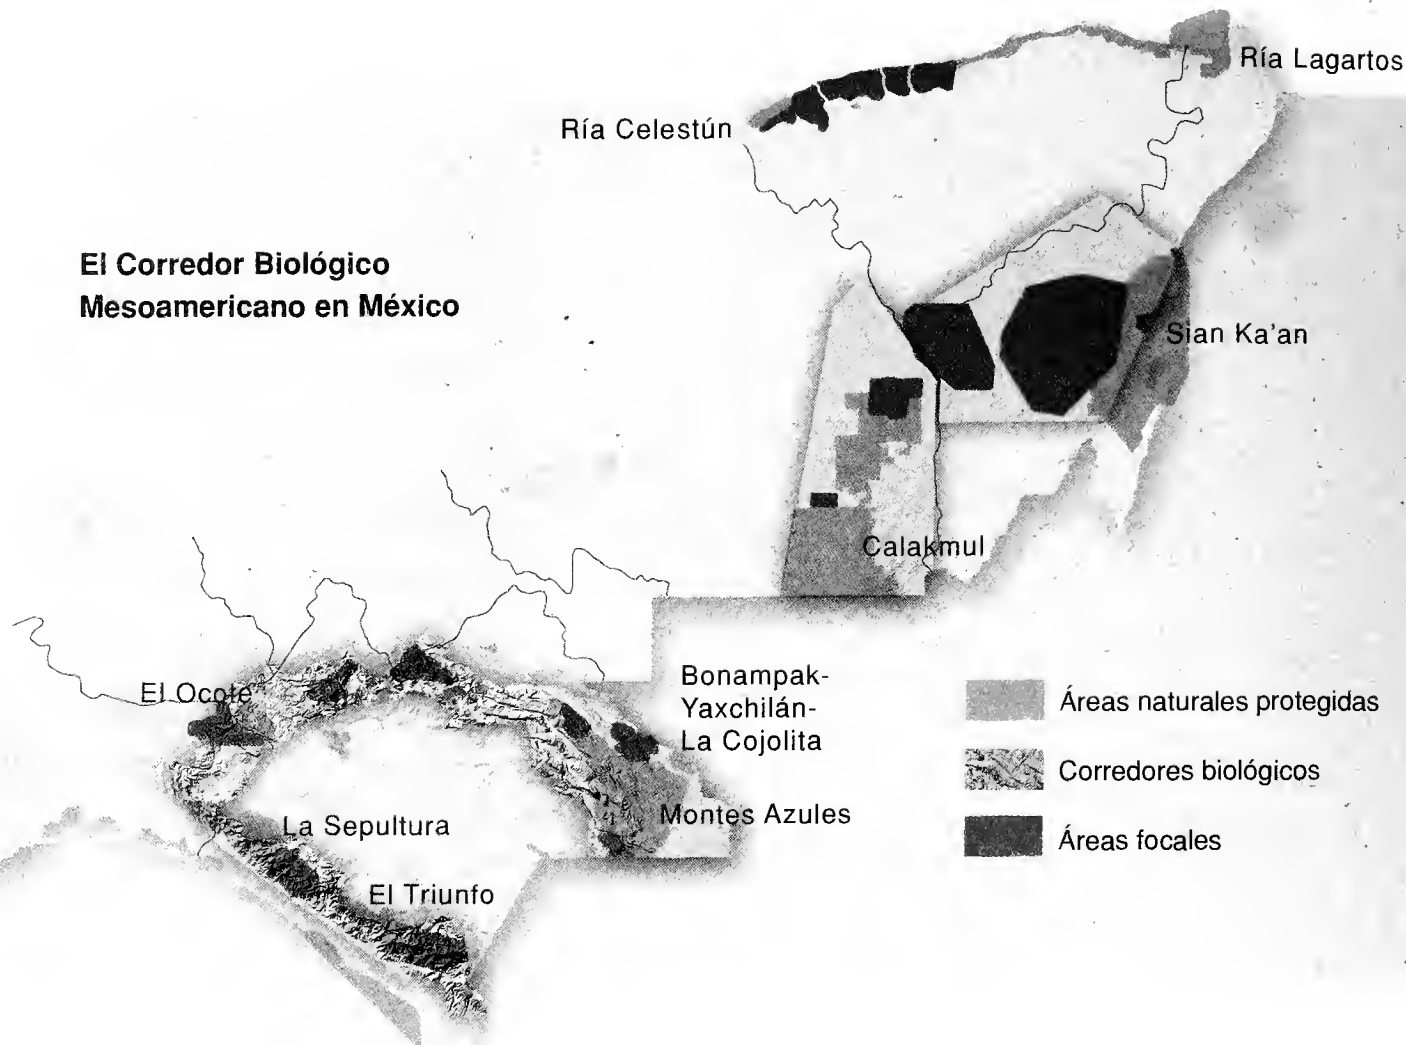 Ría Lagartos
Ría Celestún
El Corredor Biológico
Mesoamericano en México
Sian Ka'an
Calakmul
El Ocote
Bonampak-
Yaxchilán-
La Cojolita
Montes Azules
La Sepultura
El Triunfo
Áreas naturales protegidas
Corredores biológicos
Áreas focales